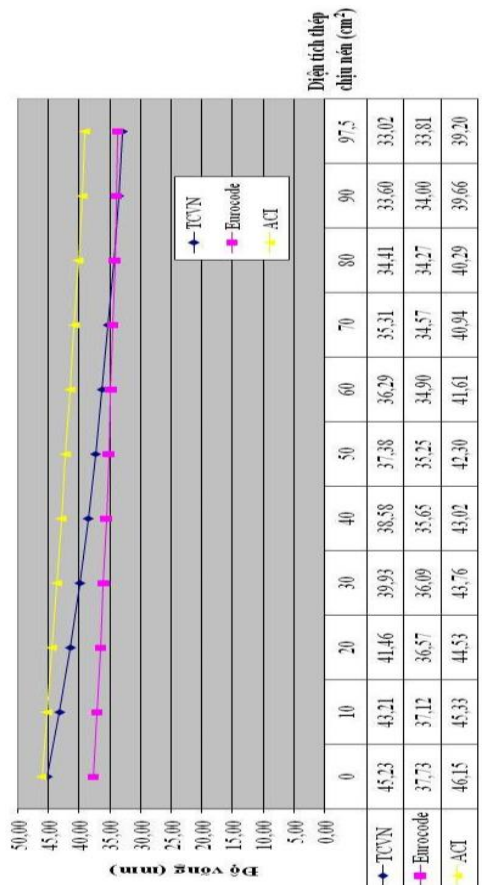 Độ võng (mm)
50,00
45,00
40,00
35,00
30,00
25,00
20,00
15,00
10,00
5,00
0,00
TCVN
Eurocode
ACI
Diện tích thép
chịu nén (cm²)
0 10 20 30 40 50 60 70 80 90 97,5
TCVN 45,23 43,21 41,46 39,93 38,58 37,38 36,29 35,31 34,41 33,60 33,02
Eurocode 37,73 37,12 36,57 36,09 35,65 35,25 34,90 34,57 34,27 34,00 33,81
ACI 46,15 45,33 44,53 43,76 43,02 42,30 41,61 40,94 40,29 39,66 39,20